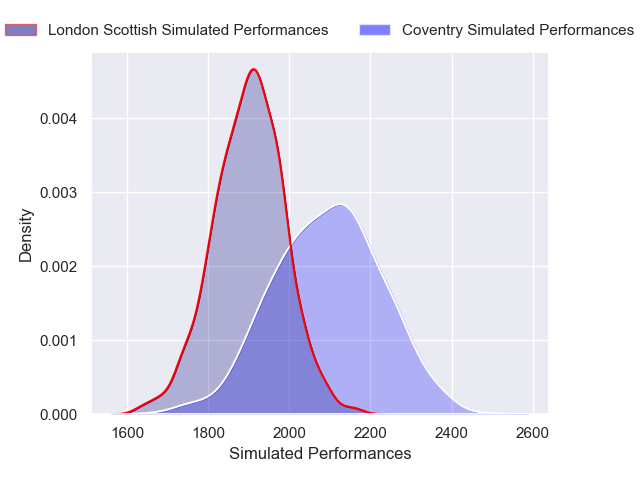 London Scottish Simulated Performances
Coventry Simulated Performances
Density
0.004
0.003
0.002
0.001
0.000
1600 1800 2000 2200 2400 2600
Simulated Performances